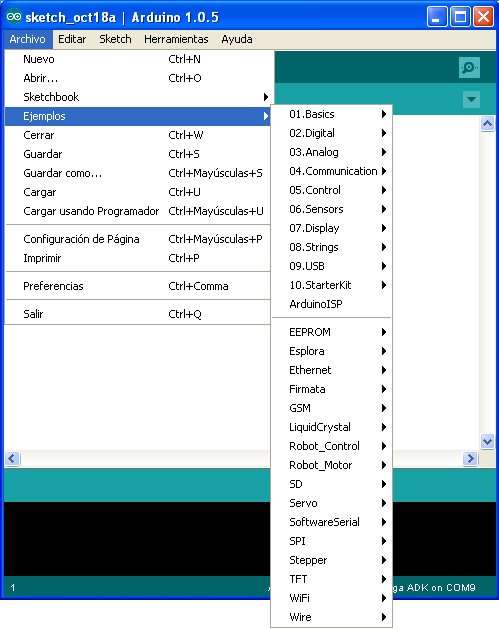 sketch_oct18a | Arduino 1.0.5
Archivo Editar Sketch Herramientas Ayuda
Nuevo Ctrl+N
Abrir... Ctrl+O
Sketchbook
Ejemplos
Cerrar Ctrl+W
Guardar Ctrl+S
Guardar como... Ctrl+Mayúsculas+S
Cargar Ctrl+U
Cargar usando Programador Ctrl+Mayúsculas+U
Configuración de Página Ctrl+Mayúsculas+P
Imprimir Ctrl+P
Preferencias Ctrl+Comma
Salir Ctrl+Q
01.Basics
02.Digital
03.Analog
04.Communication
05.Control
06.Sensors
07.Display
08.Strings
09.USB
10.StarterKit
ArduinoISP
EEPROM
Esplora
Ethernet
Firmata
GSM
LiquidCrystal
Robot_Control
Robot_Motor
SD
Servo
SoftwareSerial
SPI
Stepper
TFT
WiFi
Wire
1 ADK on COM9